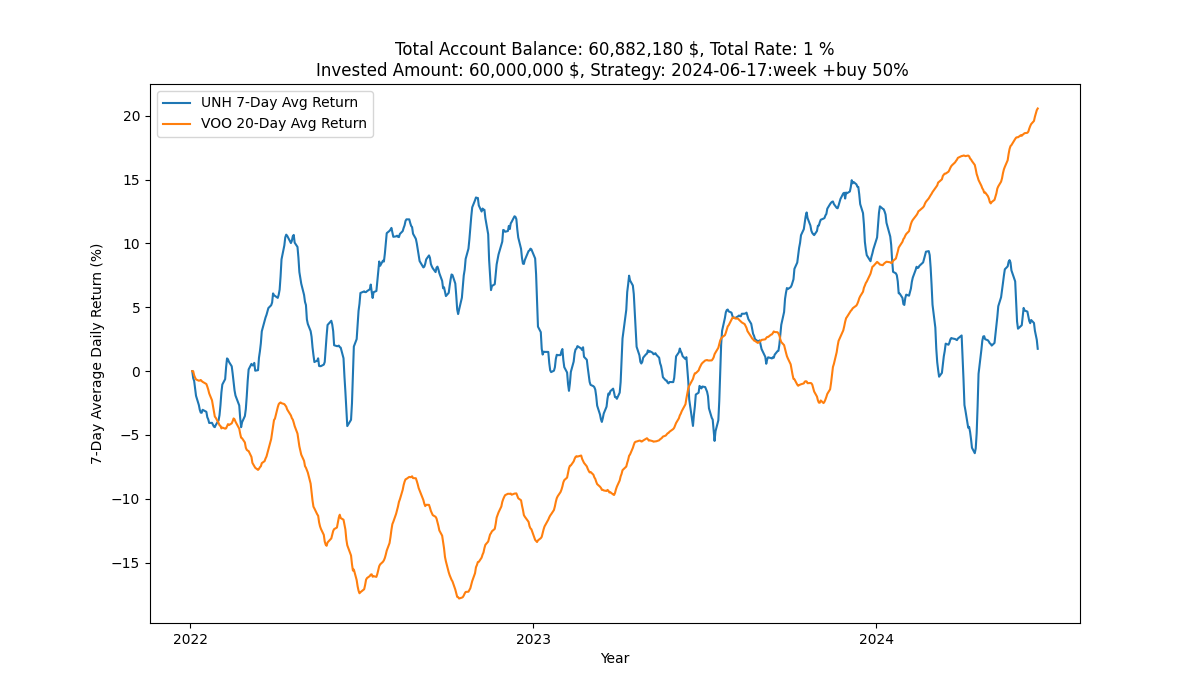 Total Account Balance: 60,882,180 $, Total Rate: 1 %
Invested Amount: 60,000,000 $, Strategy: 2024-06-17:week +buy 50%
UNH 7-Day Avg Return
VOO 20-Day Avg Return
7-Day Average Daily Return (%)
20
15
10
5
0
−5
−10
−15
2022
2023
2024
Year